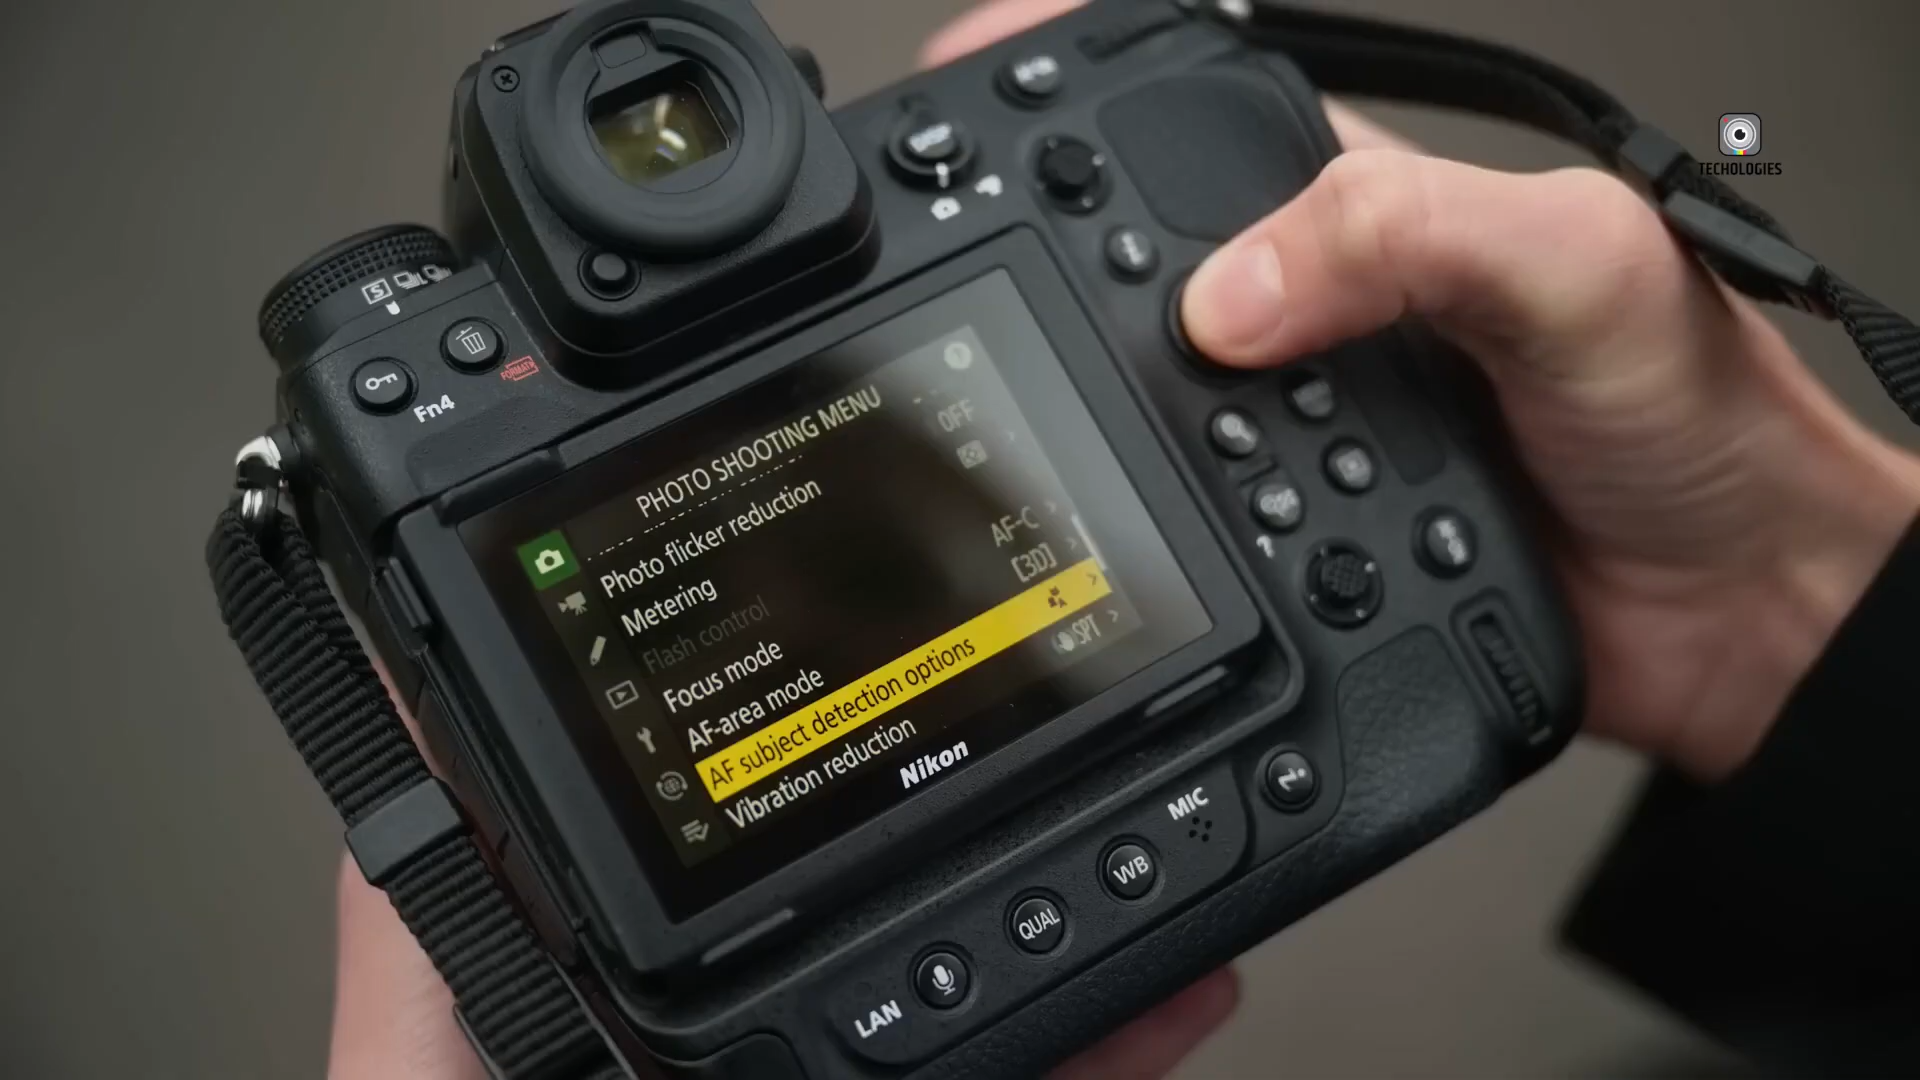 TECHOLOGIES
DISP
S
FORMAT
Fn4
PHOTO SHOOTING MENU
Photo flicker reduction OFF
Metering
Flash control
Focus mode AF-C
AF-area mode [3D]
AF subject detection options
Vibration reduction SPT
Nikon
i
MIC
WB
QUAL
LAN